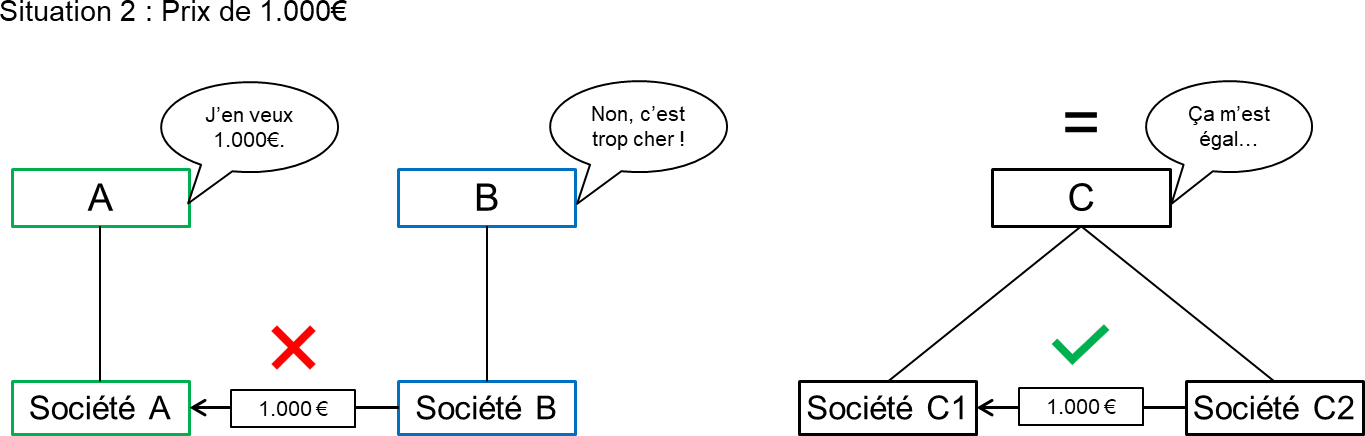 Situation 2 : Prix de 1.000€
J'en veux
1.000€.
Non, c'est
trop cher !
=
Ça m'est
égal…
A
B
C
Société A
1.000 €
Société B
Société C1
1.000 €
Société C2